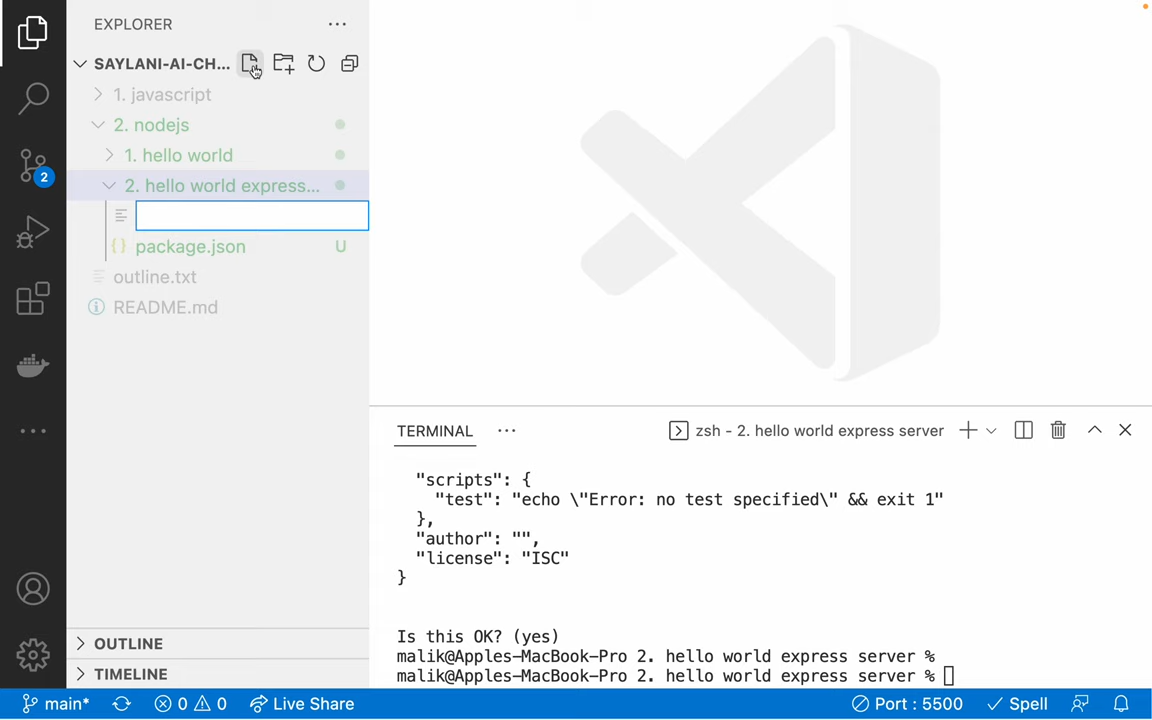 EXPLORER
SAYLANI-AI-CH...
1. javascript
2. nodejs
1. hello world
2. hello world express...
package.json U
outline.txt
README.md
OUTLINE
TIMELINE
2
TERMINAL
zsh - 2. hello world express server
"scripts": {
"test": "echo \"Error: no test specified\" && exit 1"
},
"author": "",
"license": "ISC"
}
Is this OK? (yes)
malik@Apples-MacBook-Pro 2. hello world express server %
malik@Apples-MacBook-Pro 2. hello world express server %
main* 0 0 Live Share Port : 5500 Spell